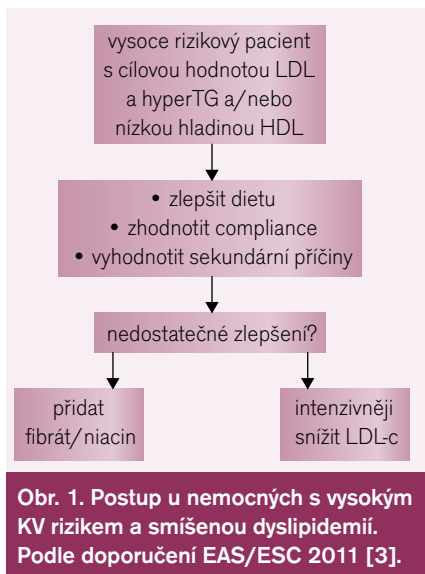 vysoce rizikový pacient
s cílovou hodnotou LDL
a hyperTG a/nebo
nízkou hladinou HDL
• zlepšit dietu
• zhodnotit compliance
• vyhodnotit sekundární příčiny
nedostatečné zlepšení?
přidat
fibrát/niacin
intenzivněji
snížit LDL-c
Obr. 1. Postup u nemocných s vysokým
KV rizikem a smíšenou dyslipidemií.
Podle doporučení EAS/ESC 2011 [3].